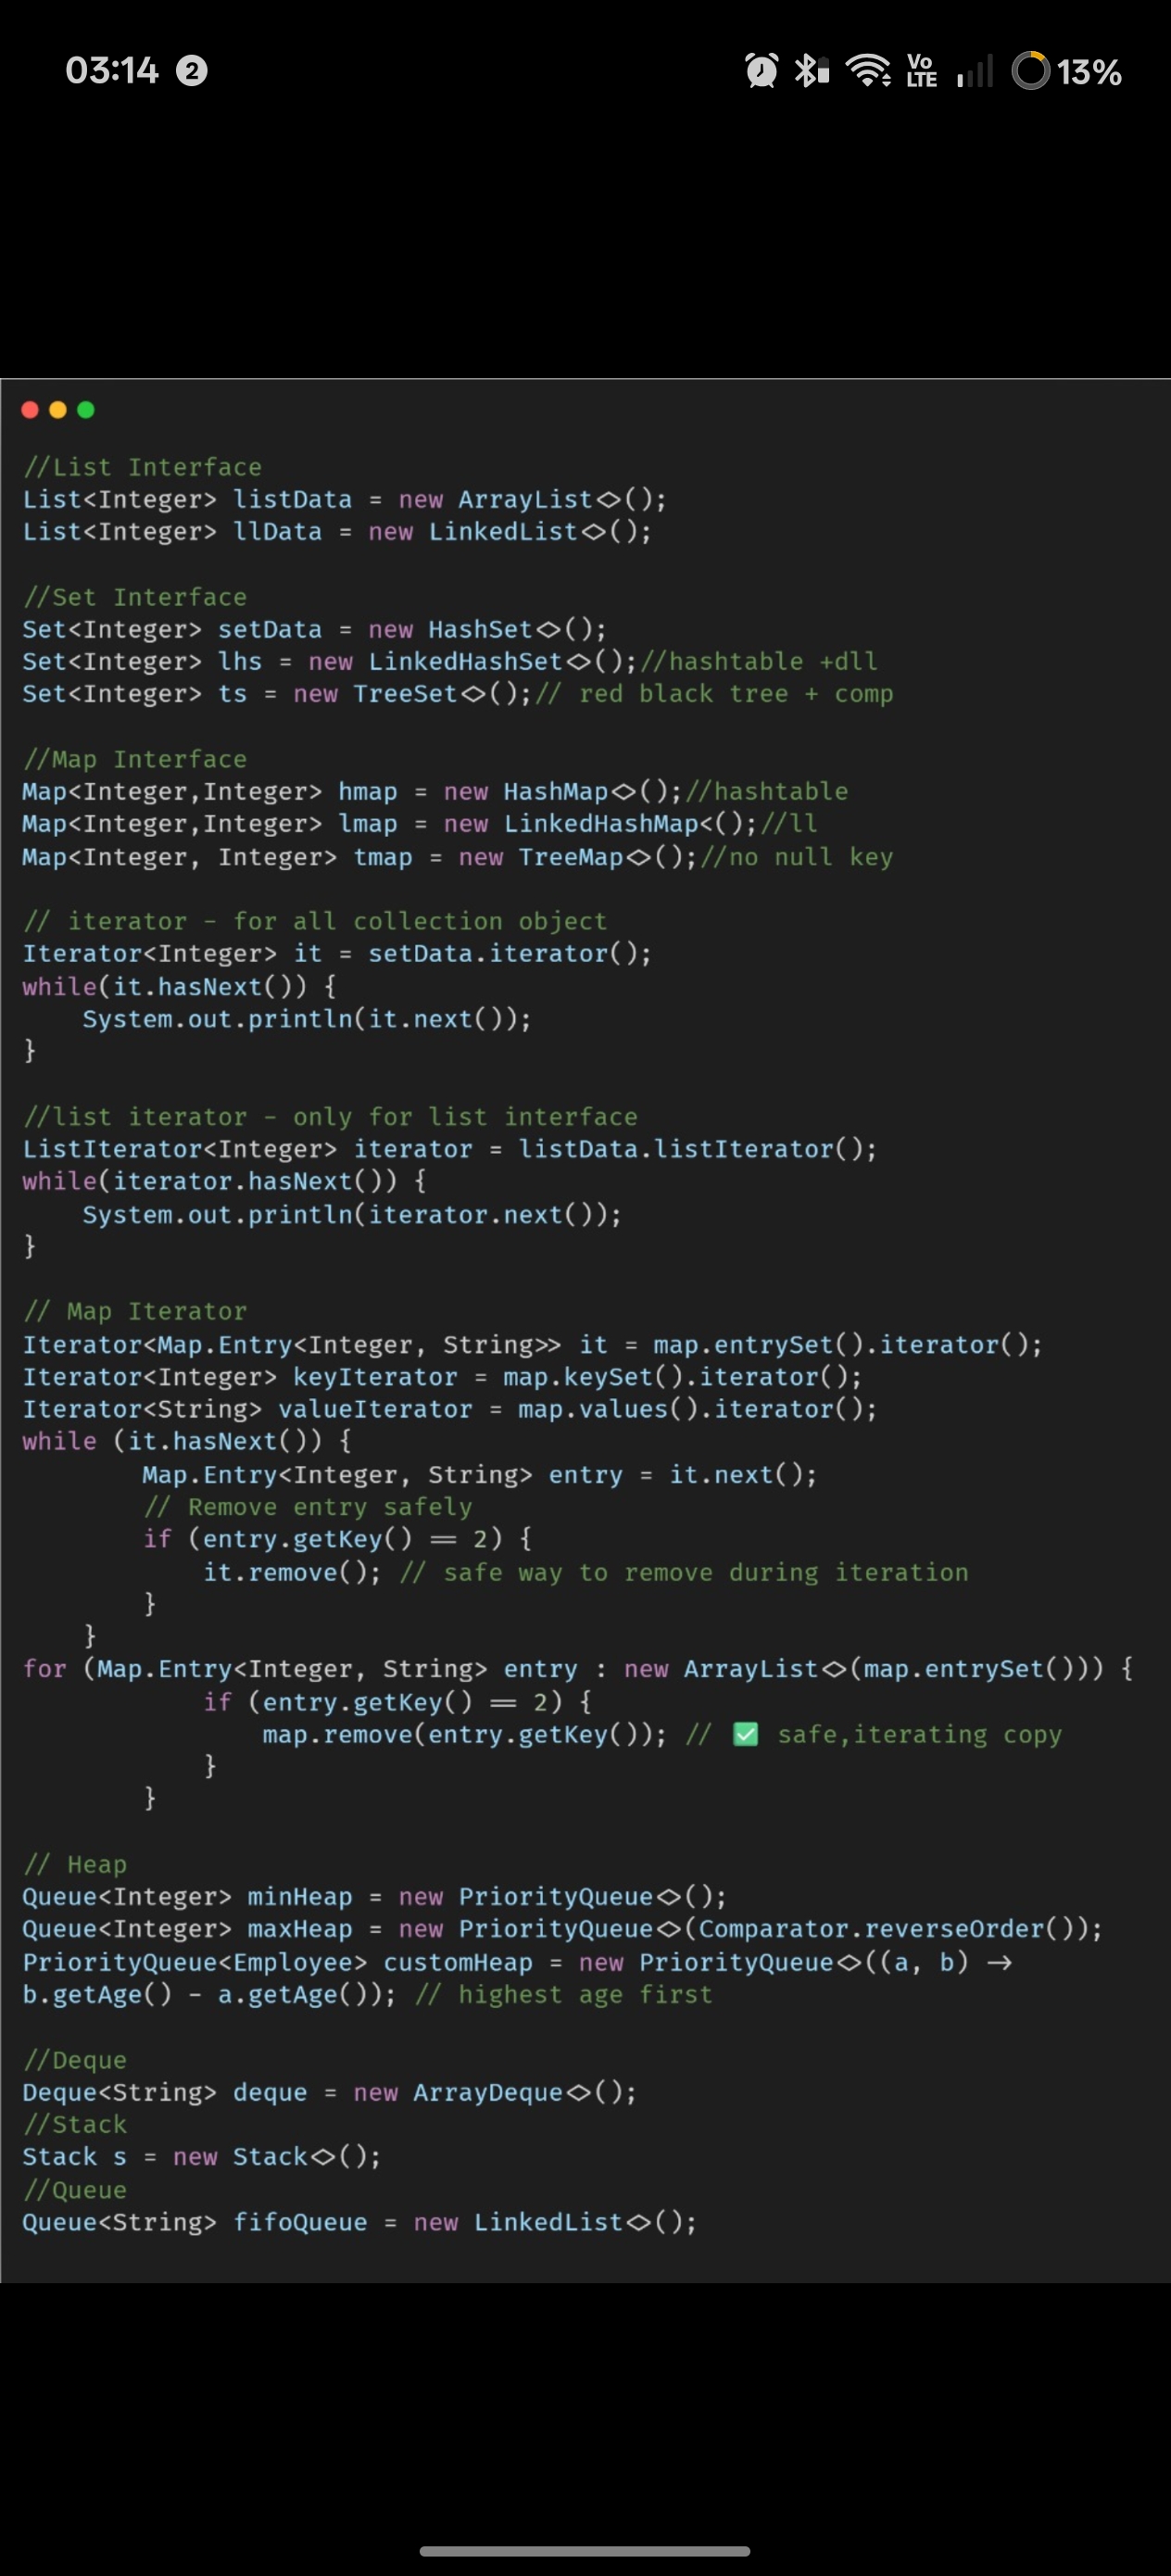 03:14 2 Vo LTE 13%
//List Interface
List<Integer> listData = new ArrayList<>();
List<Integer> llData = new LinkedList<>();
//Set Interface
Set<Integer> setData = new HashSet<>();
Set<Integer> lhs = new LinkedHashSet<>();//hashtable +dll
Set<Integer> ts = new TreeSet<>();// red black tree + comp
//Map Interface
Map<Integer,Integer> hmap = new HashMap<>();//hashtable
Map<Integer,Integer> lmap = new LinkedHashMap<();//ll
Map<Integer, Integer> tmap = new TreeMap<>();//no null key
// iterator - for all collection object
Iterator<Integer> it = setData.iterator();
while(it.hasNext()) {
    System.out.println(it.next());
}
//list iterator - only for list interface
ListIterator<Integer> iterator = listData.listIterator();
while(iterator.hasNext()) {
    System.out.println(iterator.next());
}
// Map Iterator
Iterator<Map.Entry<Integer, String>> it = map.entrySet().iterator();
Iterator<Integer> keyIterator = map.keySet().iterator();
Iterator<String> valueIterator = map.values().iterator();
while (it.hasNext()) {
        Map.Entry<Integer, String> entry = it.next();
        // Remove entry safely
        if (entry.getKey() == 2) {
            it.remove(); // safe way to remove during iteration
        }
    }
for (Map.Entry<Integer, String> entry : new ArrayList<>(map.entrySet())) {
            if (entry.getKey() == 2) {
                map.remove(entry.getKey()); // ✅ safe,iterating copy
            }
        }
// Heap
Queue<Integer> minHeap = new PriorityQueue<>();
Queue<Integer> maxHeap = new PriorityQueue<>(Comparator.reverseOrder());
PriorityQueue<Employee> customHeap = new PriorityQueue<>((a, b) ->
b.getAge() - a.getAge()); // highest age first
//Deque
Deque<String> deque = new ArrayDeque<>();
//Stack
Stack s = new Stack<>();
//Queue
Queue<String> fifoQueue = new LinkedList<>();